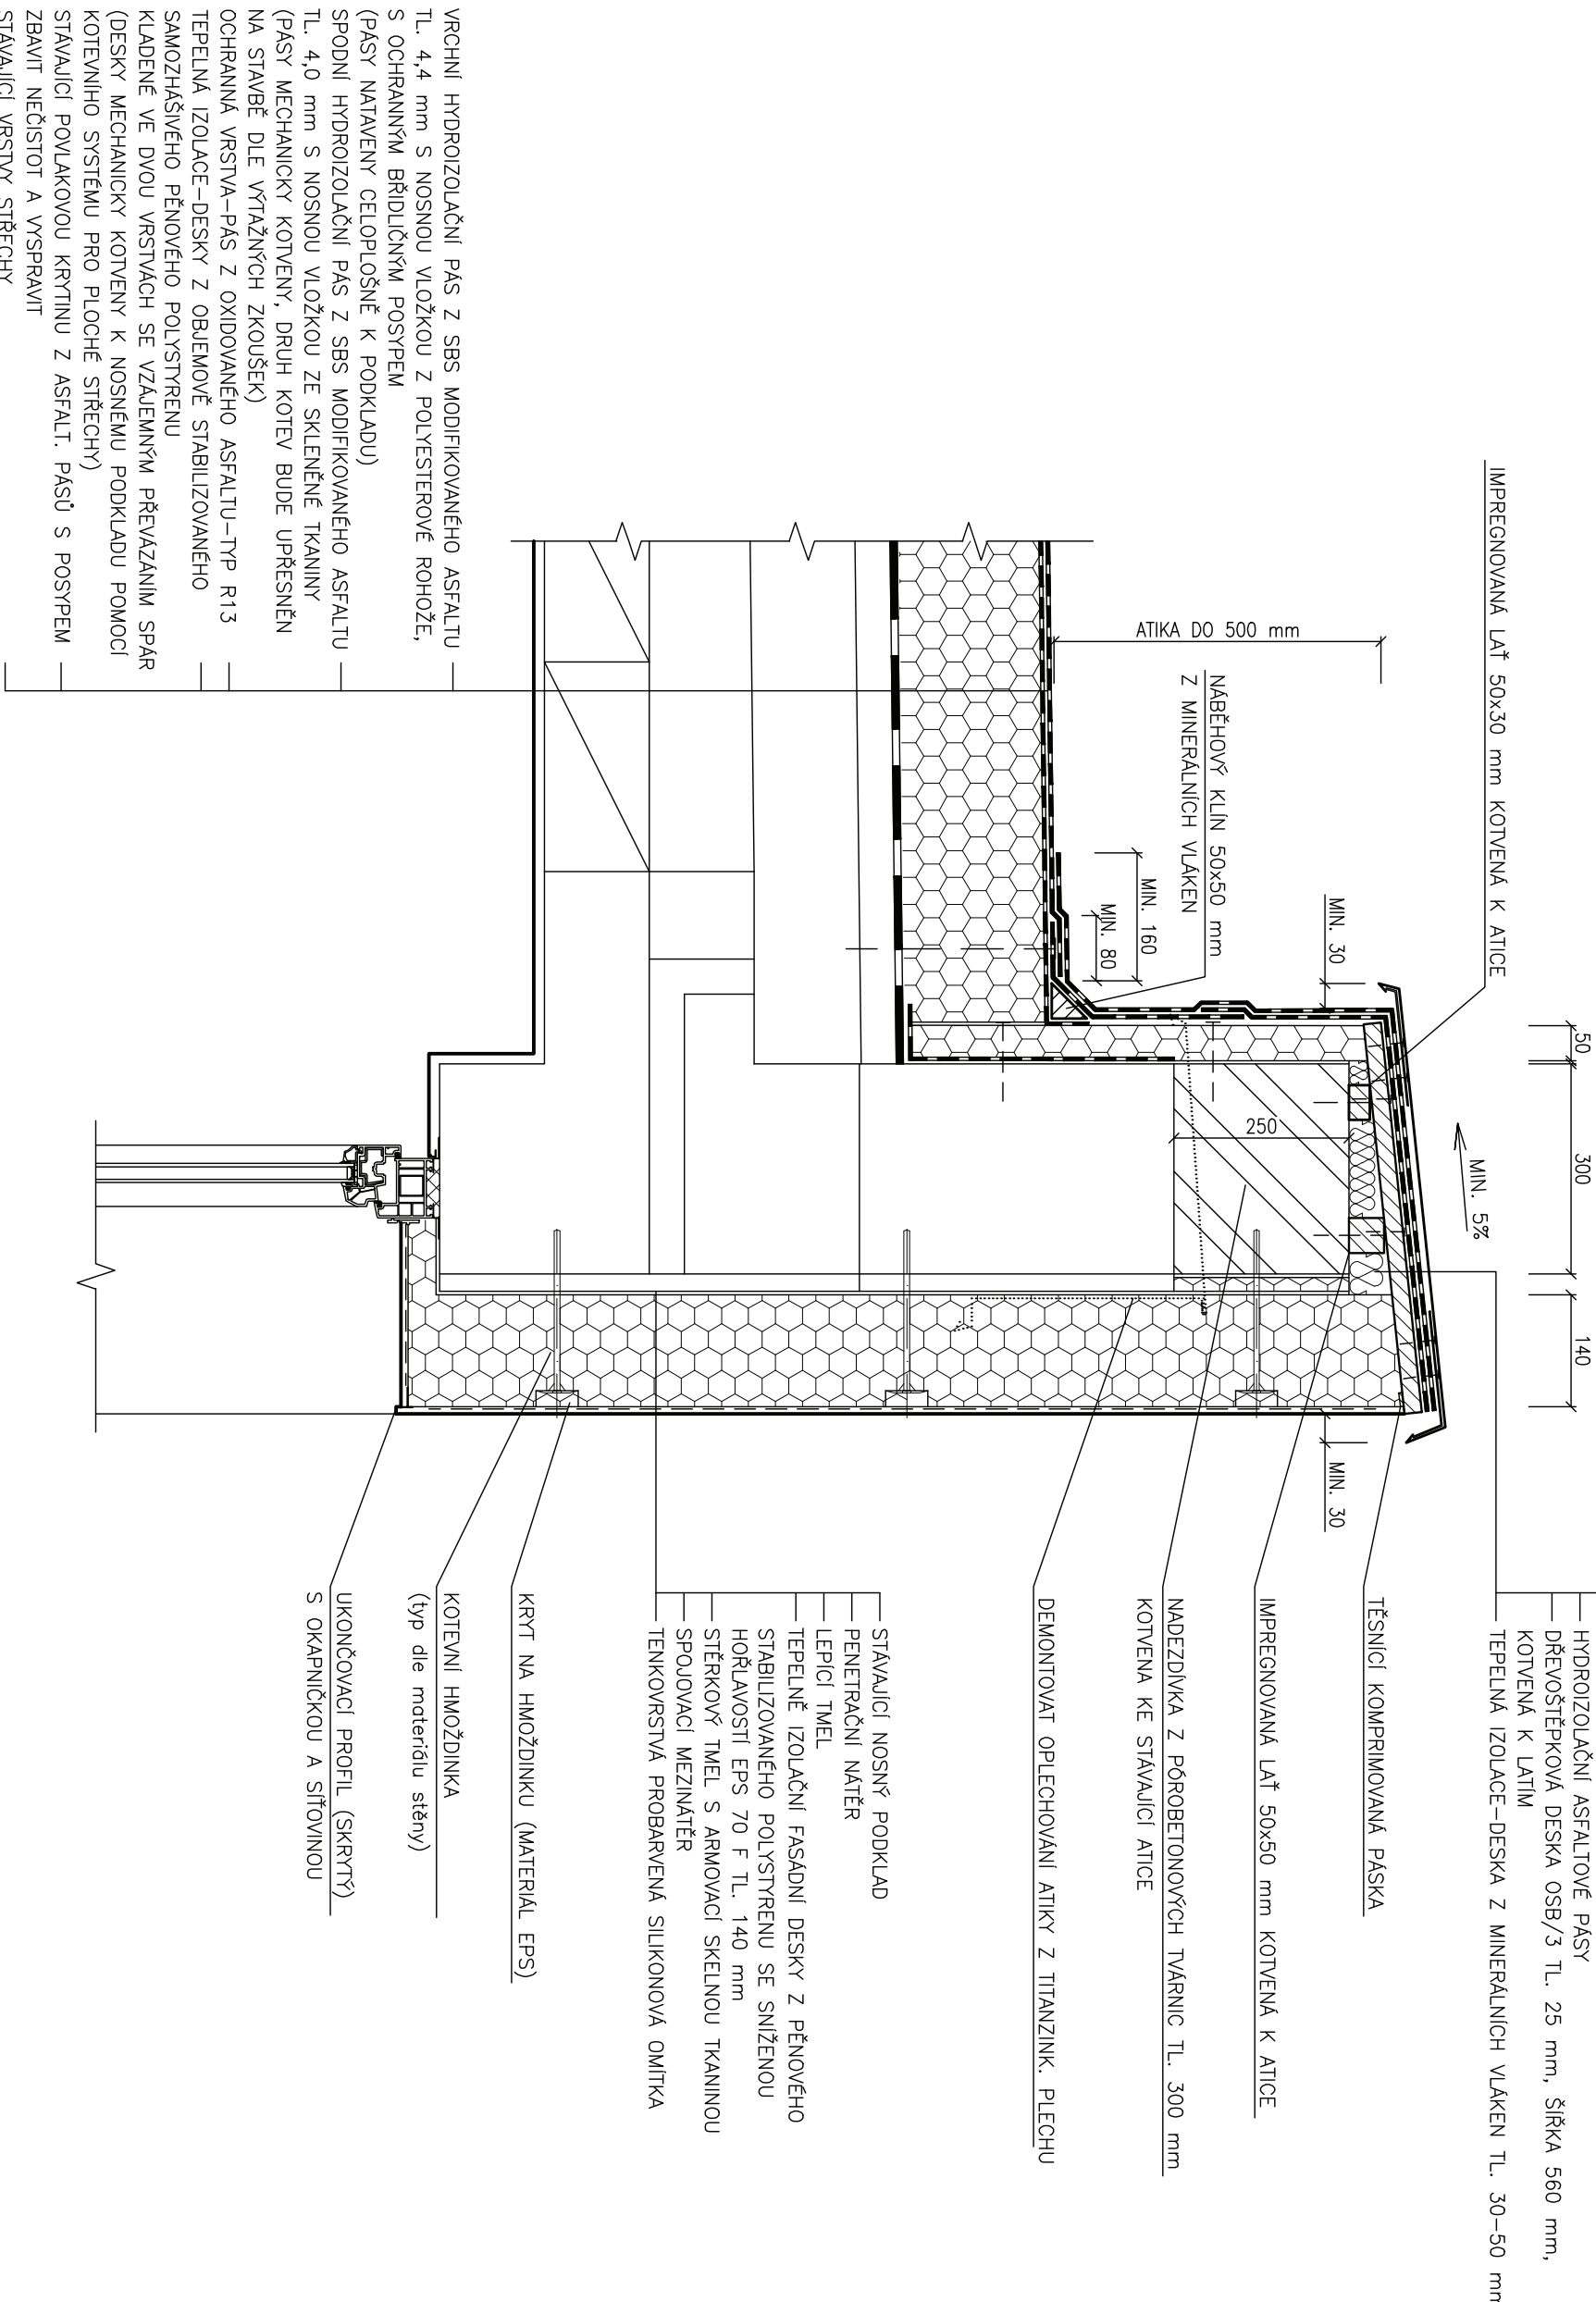 HYDROIZOLAČNÍ ASFALTOVÉ PÁSY
DŘEVOŠTĚPKOVÁ DESKA OSB/3 TL. 25 mm, ŠÍŘKA 560 mm,
KOTVENÁ K LATÍM
TEPELNÁ IZOLACE-DESKA Z MINERÁLNÍCH VLÁKEN TL. 30-50 mm
50
300
140
IMPREGNOVANÁ LAŤ 50x30 mm KOTVENÁ K ATICE
MIN. 5%
ATIKA DO 500 mm
MIN. 30
MIN. 30
TĚSNÍCÍ KOMPRIMOVANÁ PÁSKA
NÁBĚHOVÝ KLÍN 50x50 mm
Z MINERÁLNÍCH VLÁKEN
250
IMPREGNOVANÁ LAŤ 50x50 mm KOTVENÁ K ATICE
MIN. 160
MIN. 80
NADEZDÍVKA Z PÓROBETONOVÝCH TVÁRNIC TL. 300 mm
KOTVENA KE STÁVAJÍCÍ ATICE
DEMONTOVAT OPLECHOVÁNÍ ATIKY Z TITANZINK. PLECHU
STÁVAJÍCÍ NOSNÝ PODKLAD
PENETRAČNÍ NÁTĚR
LEPÍCÍ TMEL
TEPELNĚ IZOLAČNÍ FASÁDNÍ DESKY Z PĚNOVÉHO
STABILIZOVANÉHO POLYSTYRENU SE SNÍŽENOU
HOŘLAVOSTÍ EPS 70 F TL. 140 mm
STĚRKOVÝ TMEL S ARMOVACÍ SKELNOU TKANINOU
SPOJOVACÍ MEZINÁTĚR
TENKOVRSTVÁ PROBARVENÁ SILIKONOVÁ OMÍTKA
KRYT NA HMOŽDINKU (MATERIÁL EPS)
KOTEVNÍ HMOŽDINKA
(typ dle materiálu stěny)
UKONČOVACÍ PROFIL (SKRYTÝ)
S OKAPNIČKOU A SÍŤOVINOU
VRCHNÍ HYDROIZOLAČNÍ PÁS Z SBS MODIFIKOVANÉHO ASFALTU
TL. 4,4 mm S NOSNOU VLOŽKOU Z POLYESTEROVÉ ROHOŽE,
S OCHRANNÝM BŘIDLIČNÝM POSYPEM
(PÁSY NATAVENY CELOPLOŠNĚ K PODKLADU)
SPODNÍ HYDROIZOLAČNÍ PÁS Z SBS MODIFIKOVANÉHO ASFALTU
TL. 4,0 mm S NOSNOU VLOŽKOU ZE SKLENĚNÉ TKANINY
(PÁSY MECHANICKY KOTVENY, DRUH KOTEV BUDE UPŘESNĚN
NA STAVBĚ DLE VÝTAŽNÝCH ZKOUŠEK)
OCHRANNÁ VRSTVA-PÁS Z OXIDOVANÉHO ASFALTU-TYP R13
TEPELNÁ IZOLACE-DESKY Z OBJEMOVĚ STABILIZOVANÉHO
SAMOZHÁŠIVÉHO PĚNOVÉHO POLYSTYRENU
KLADENÉ VE DVOU VRSTVÁCH SE VZÁJEMNÝM PŘEVÁZÁNÍM SPÁR
(DESKY MECHANICKY KOTVENY K NOSNÉMU PODKLADU POMOCÍ
KOTEVNÍHO SYSTÉMU PRO PLOCHÉ STŘECHY)
STÁVAJÍCÍ POVLAKOVOU KRYTINU Z ASFALT. PÁSŮ S POSYPEM
ZBAVIT NEČISTOT A VYSPRAVIT
STÁVAJÍCÍ VRSTVY STŘECHY